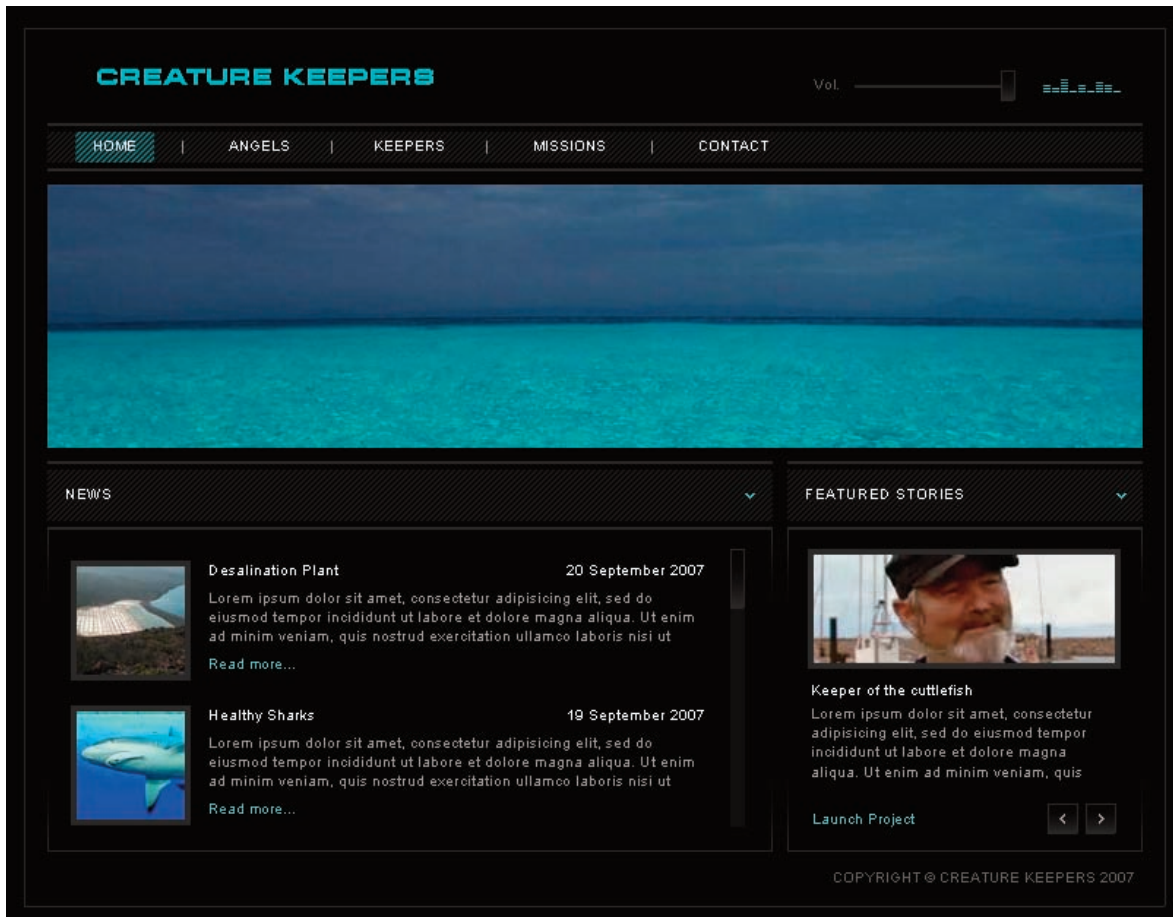 CREATURE KEEPERS
Vol.
HOME | ANGELS | KEEPERS | MISSIONS | CONTACT
NEWS
Desalination Plant 20 September 2007
Lorem ipsum dolor sit amet, consectetur adipisicing elit, sed do
eiusmod tempor incididunt ut labore et dolore magna aliqua. Ut enim
ad minim veniam, quis nostrud exercitation ullamco laboris nisi ut
Read more...
Healthy Sharks 19 September 2007
Lorem ipsum dolor sit amet, consectetur adipisicing elit, sed do
eiusmod tempor incididunt ut labore et dolore magna aliqua. Ut enim
ad minim veniam, quis nostrud exercitation ullamco laboris nisi ut
Read more...
FEATURED STORIES
Keeper of the cuttlefish
Lorem ipsum dolor sit amet, consectetur
adipisicing elit, sed do eiusmod tempor
incididunt ut labore et dolore magna
aliqua. Ut enim ad minim veniam, quis
Launch Project
COPYRIGHT © CREATURE KEEPERS 2007